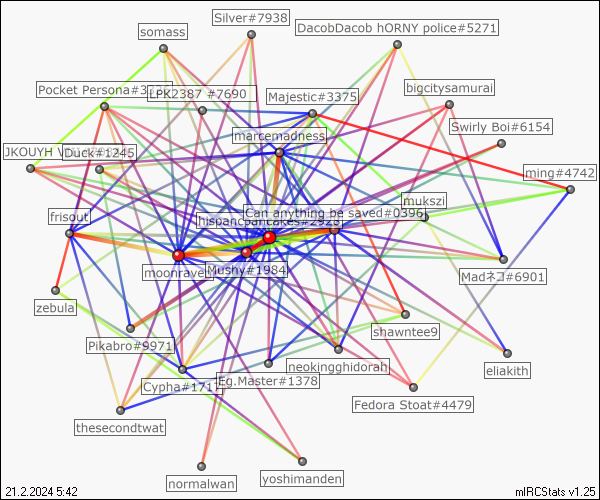 Silver#7938
somass
DacobDacob hORNY police#5271
Pocket Persona#3
LPK2387 #7690
Majestic#3375
bigcitysamurai
Swirly Boi#6154
marcemadness
JKOUYH
Duck#1245
ming#4742
mukszi
frisout
Can anything be saved#0396
hispancpancakes#2928
moonrave
Mushy#1984
Madネコ#6901
zebula
shawntee9
Pikabro#9971
neokingghidorah
eliakith
Cypha#171
Eg.Master#1378
Fedora Stoat#4479
thesecondtwat
normalwan
yoshimanden
21.2.2024 5:42
mIRCStats v1.25